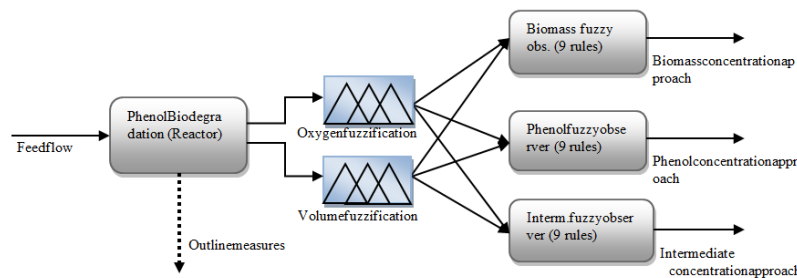 Feedflow
PhenolBiodegra
dation (Reactor)
Outlinemeasures
Oxygenfuzzification
Volumefuzzification
Biomass fuzzy
obs. (9 rules)
Biomassconcentrationap
proach
Phenolfuzzyobse
rver (9 rules)
Phenolconcentrationappr
oach
Interm.fuzzyobser
ver (9 rules)
Intermediate
concentrationapproach